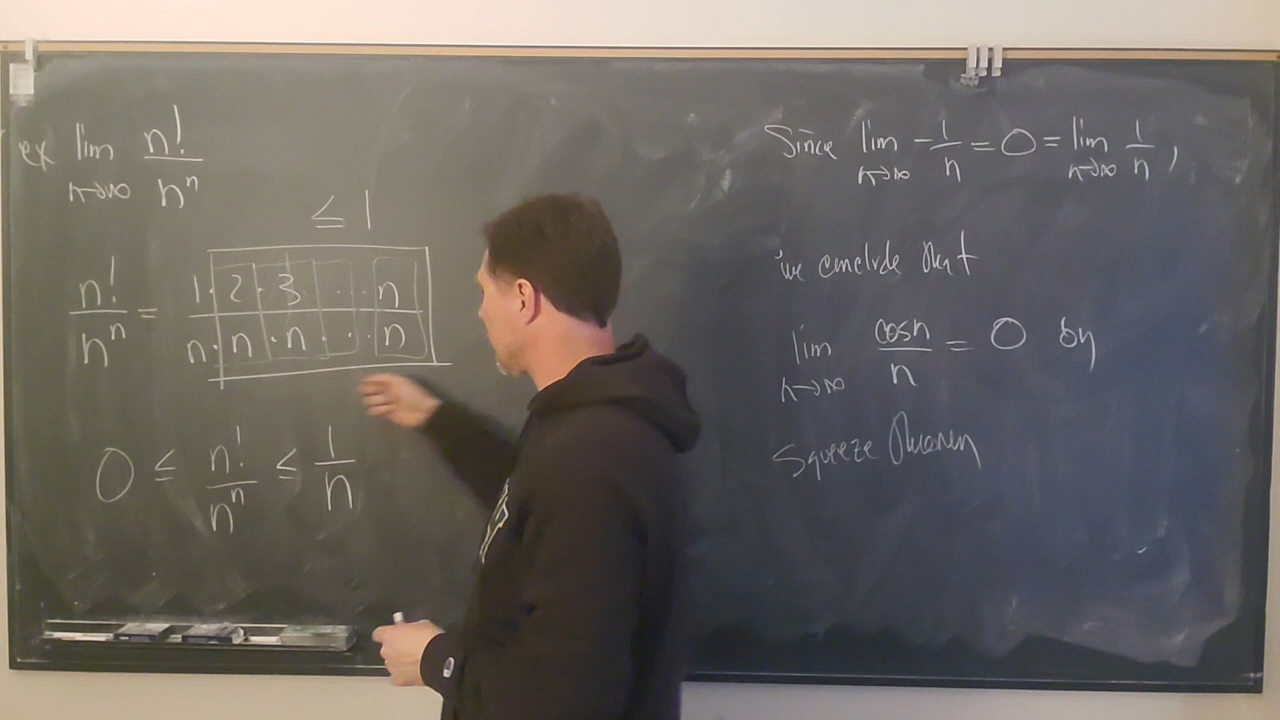 ex lim n→∞ n!/n^n
≤ 1
n!/n^n = 1·2·3 ... n / n·n·n ... n
0 ≤ n!/n^n ≤ 1/n
Since lim n→∞ -1/n = 0 = lim n→∞ 1/n,
we conclude that
lim n→∞ cosn/n = 0 by
Squeeze Theorem